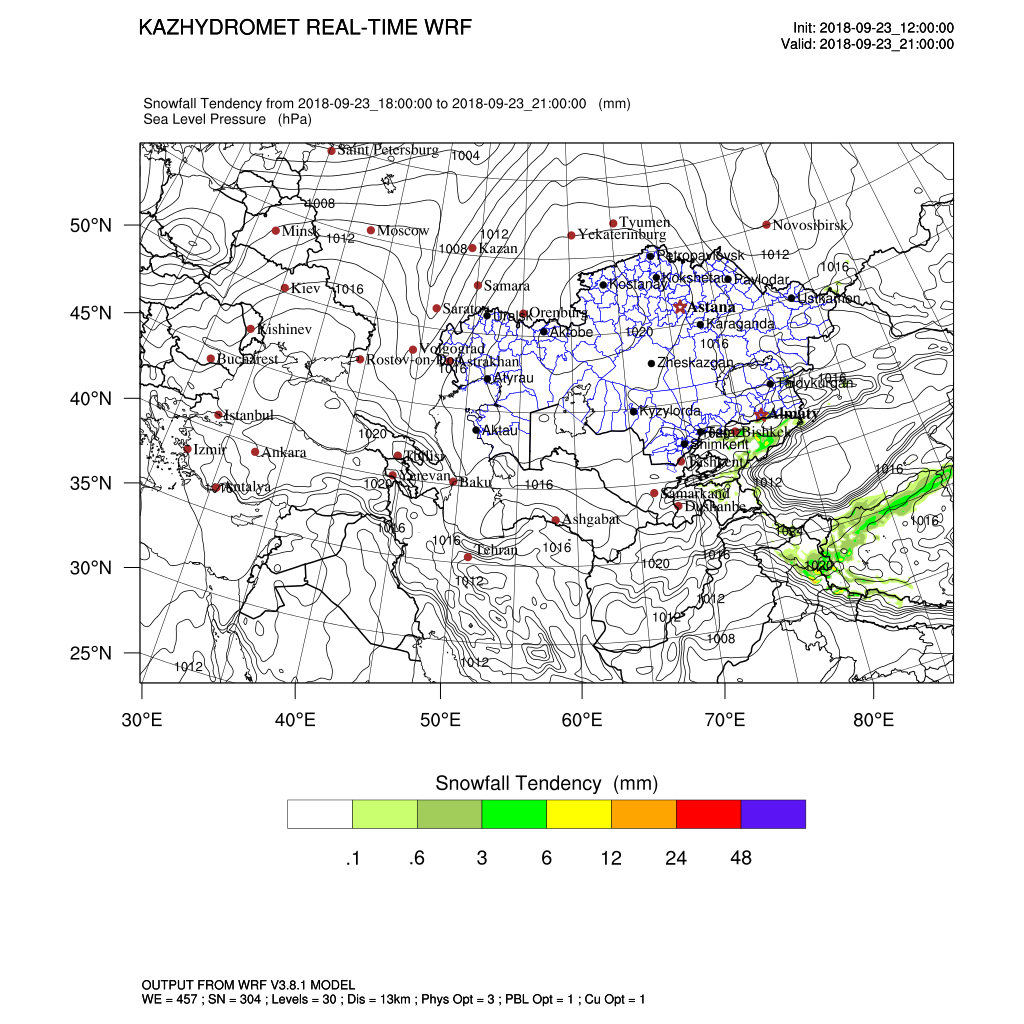 KAZHYDROMET REAL-TIME WRF
Init: 2018-09-23_12:00:00
Valid: 2018-09-23_21:00:00
Snowfall Tendency from 2018-09-23_18:00:00 to 2018-09-23_21:00:00 (mm)
Sea Level Pressure (hPa)
Saint Petersburg
1004
1008
50°N
Minsk
1012
Moscow
1008
1012
Kazan
Yekaterinburg
Tyumen
Novosibirsk
1012
Petropavlovsk
1016
Kiev
1016
Samara
Kostanay
Kokshetau
Pavlodar
Ustkamon
45°N
Saratov
Uralsk
Orenburg
Astana
Kishinev
Aktobe
1020
Karaganda
1016
Bucharest
Rostov-on-Don
Volgograd
Astrakhan
1016
Zheskazgan
Atyrau
1016
Taldykurgan
40°N
Istanbul
Kyzylorda
Almaty
Izmir
Ankara
1020
Aktau
Taraz
Bishkek
Shimkent
Tbilisi
Tashkent
1016
35°N
Antalya
1020
Yerevan
Baku
1016
Samarkand
1012
Dushanbe
1016
Ashgabat
1016
1024
1016
Tehran
1016
1016
30°N
1012
1020
1016
1020
1012
1012
1008
25°N
1012
1012
30°E
40°E
50°E
60°E
70°E
80°E
Snowfall Tendency (mm)
.1
.6
3
6
12
24
48
OUTPUT FROM WRF V3.8.1 MODEL
WE = 457 ; SN = 304 ; Levels = 30 ; Dis = 13km ; Phys Opt = 3 ; PBL Opt = 1 ; Cu Opt = 1